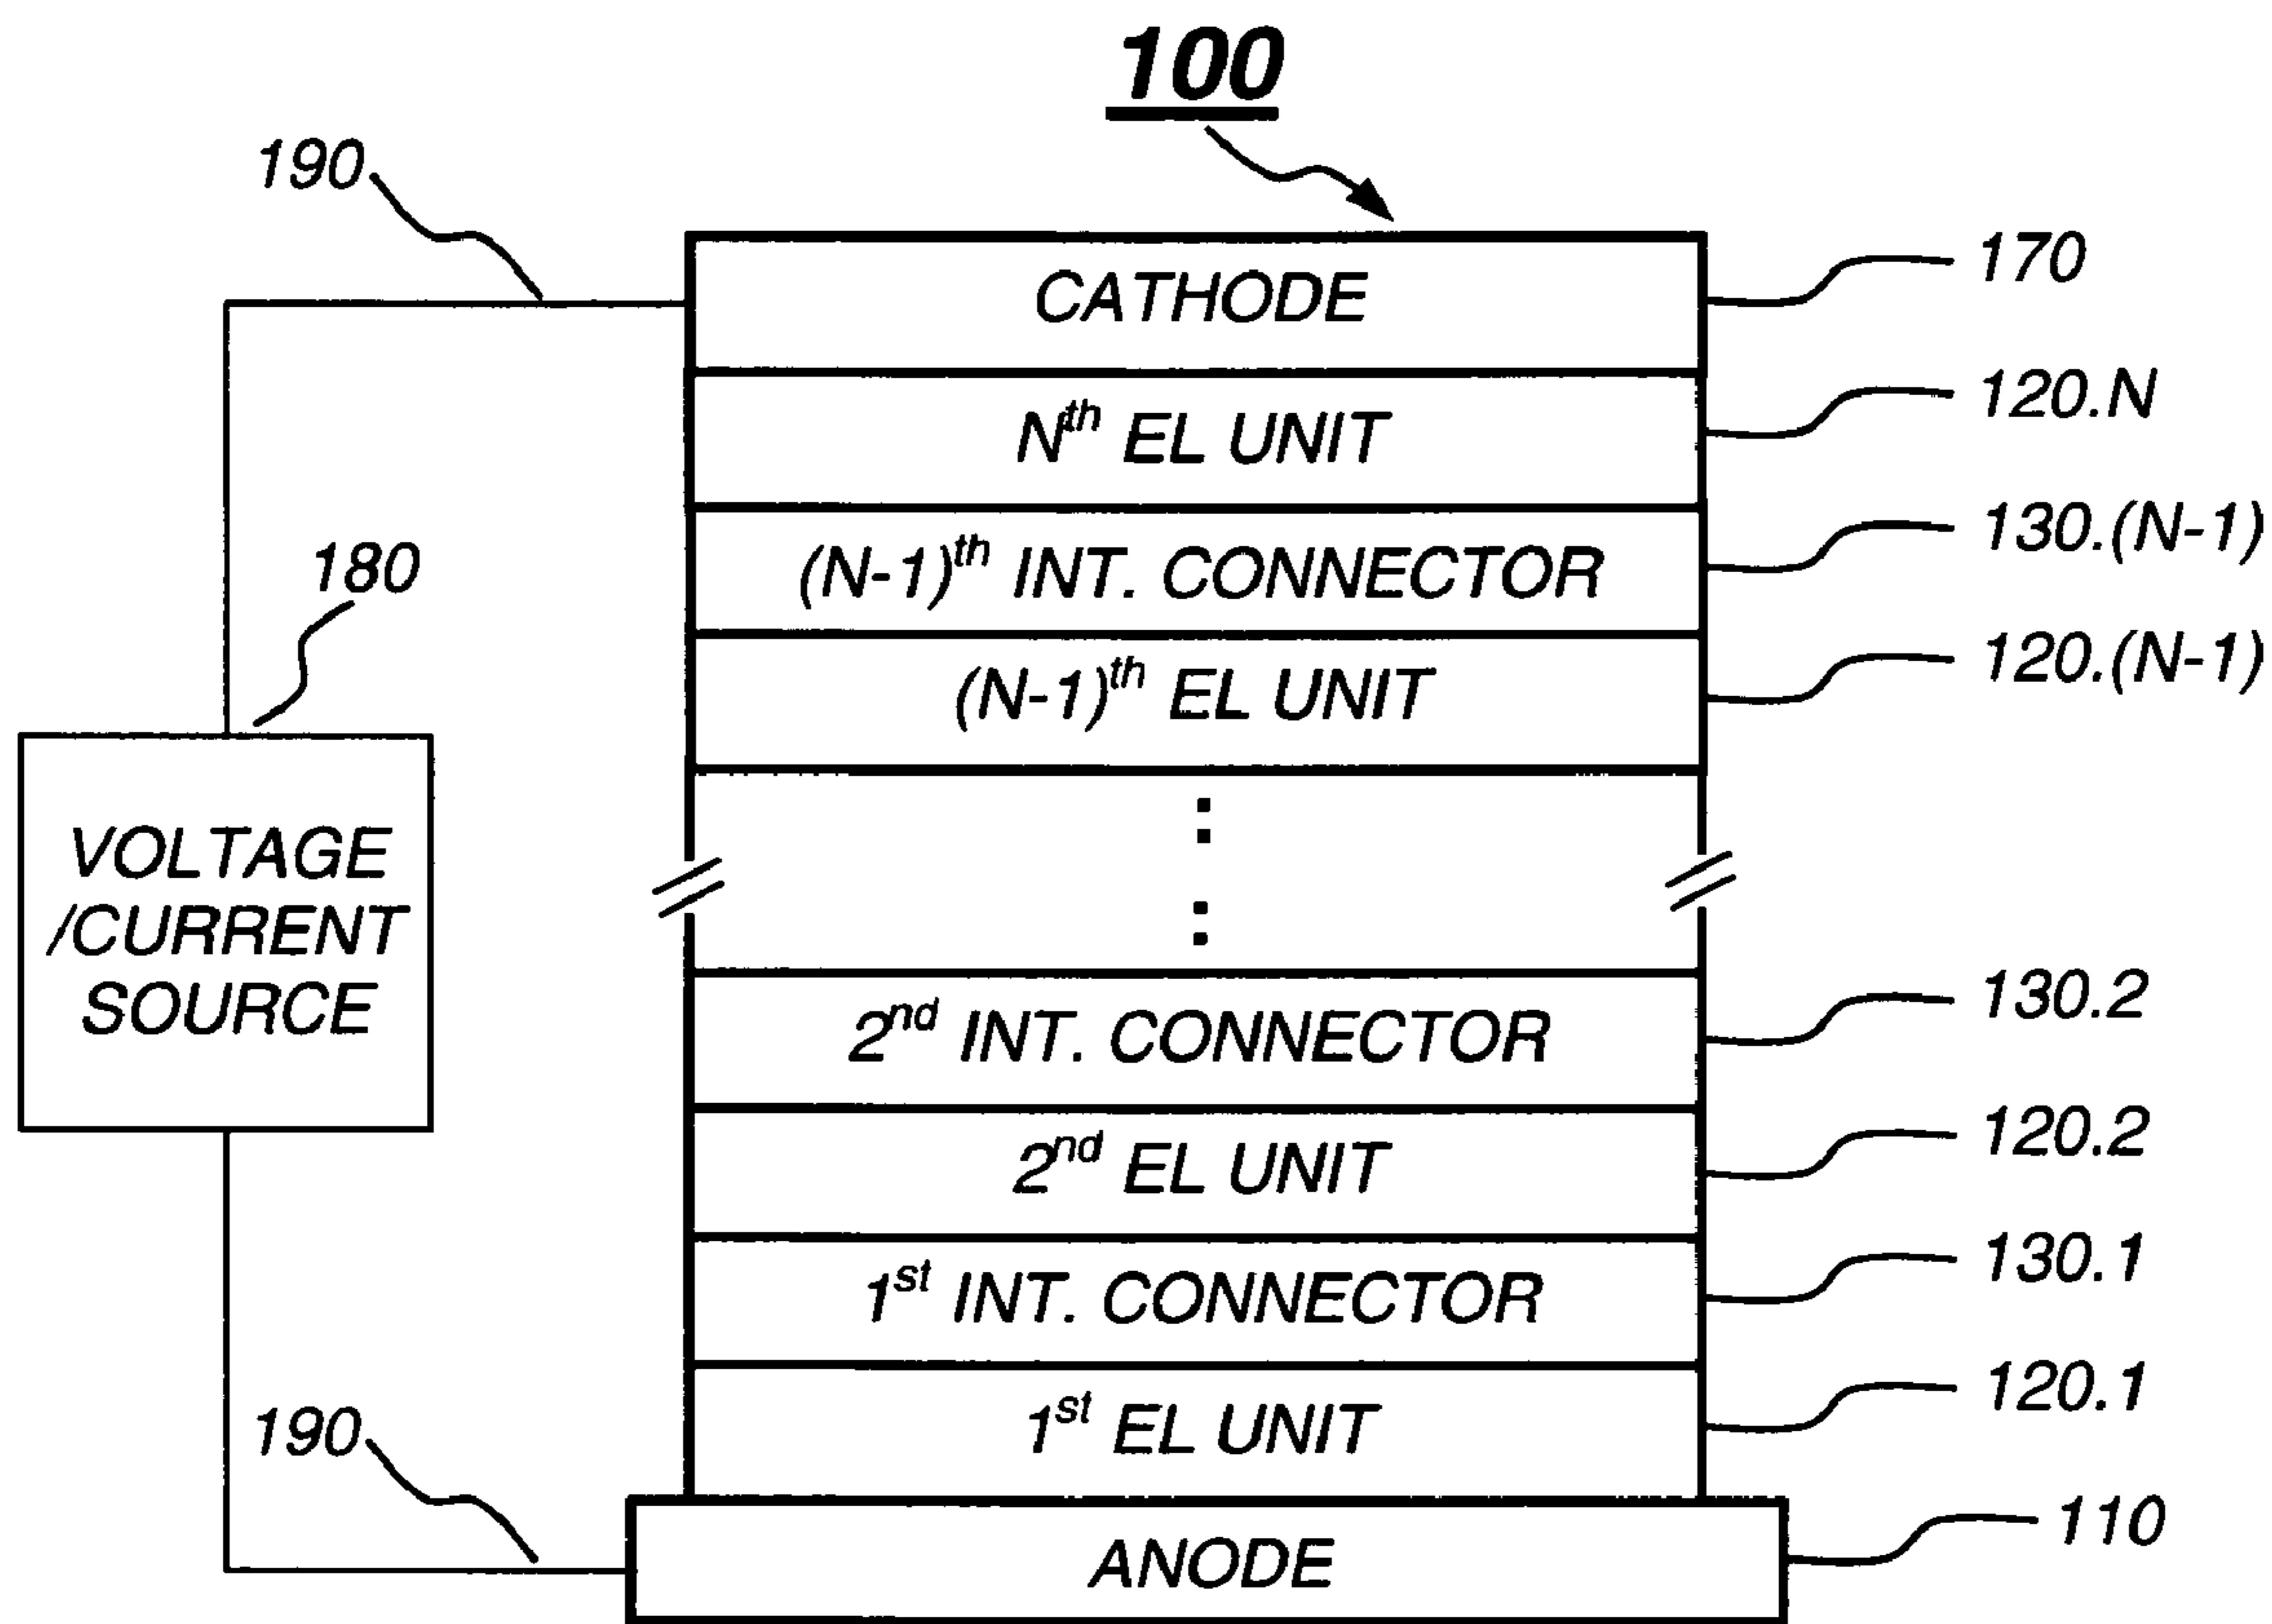 100
190
CATHODE
170
Nth EL UNIT
120.N
(N-1)th INT. CONNECTOR
130.(N-1)
180
(N-1)th EL UNIT
120.(N-1)
VOLTAGE
/CURRENT
SOURCE
2nd INT. CONNECTOR
130.2
2nd EL UNIT
120.2
1st INT. CONNECTOR
130.1
1st EL UNIT
120.1
190
ANODE
110